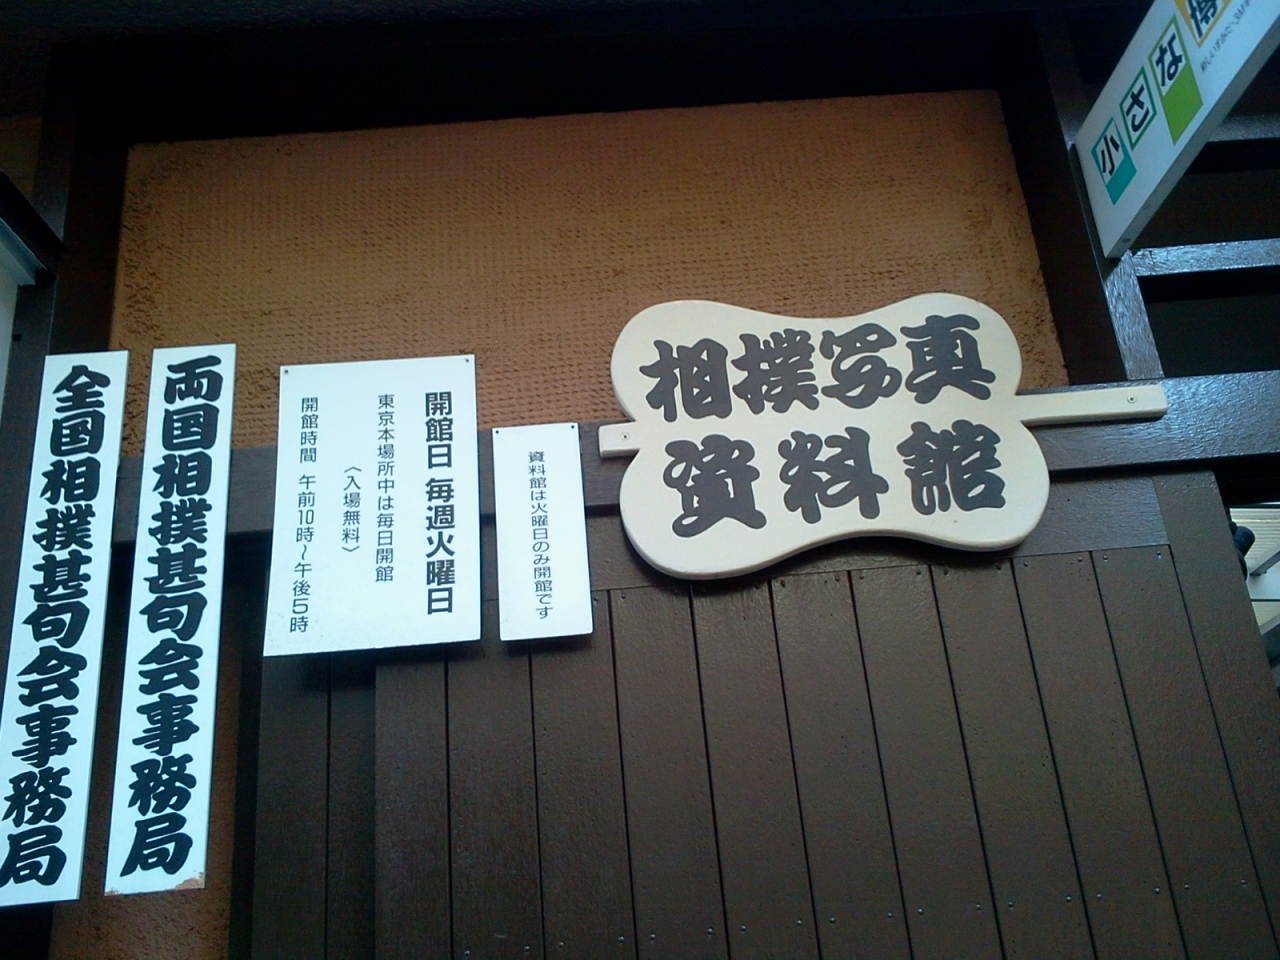 相撲写真
資料館
小さな博
資料館は火曜日のみ開館です
開館日 毎週火曜日
東京本場所中は毎日開館
〈入場無料〉
開館時間 午前10時～午後5時
両国相撲甚句会事務局
全国相撲甚句会事務局